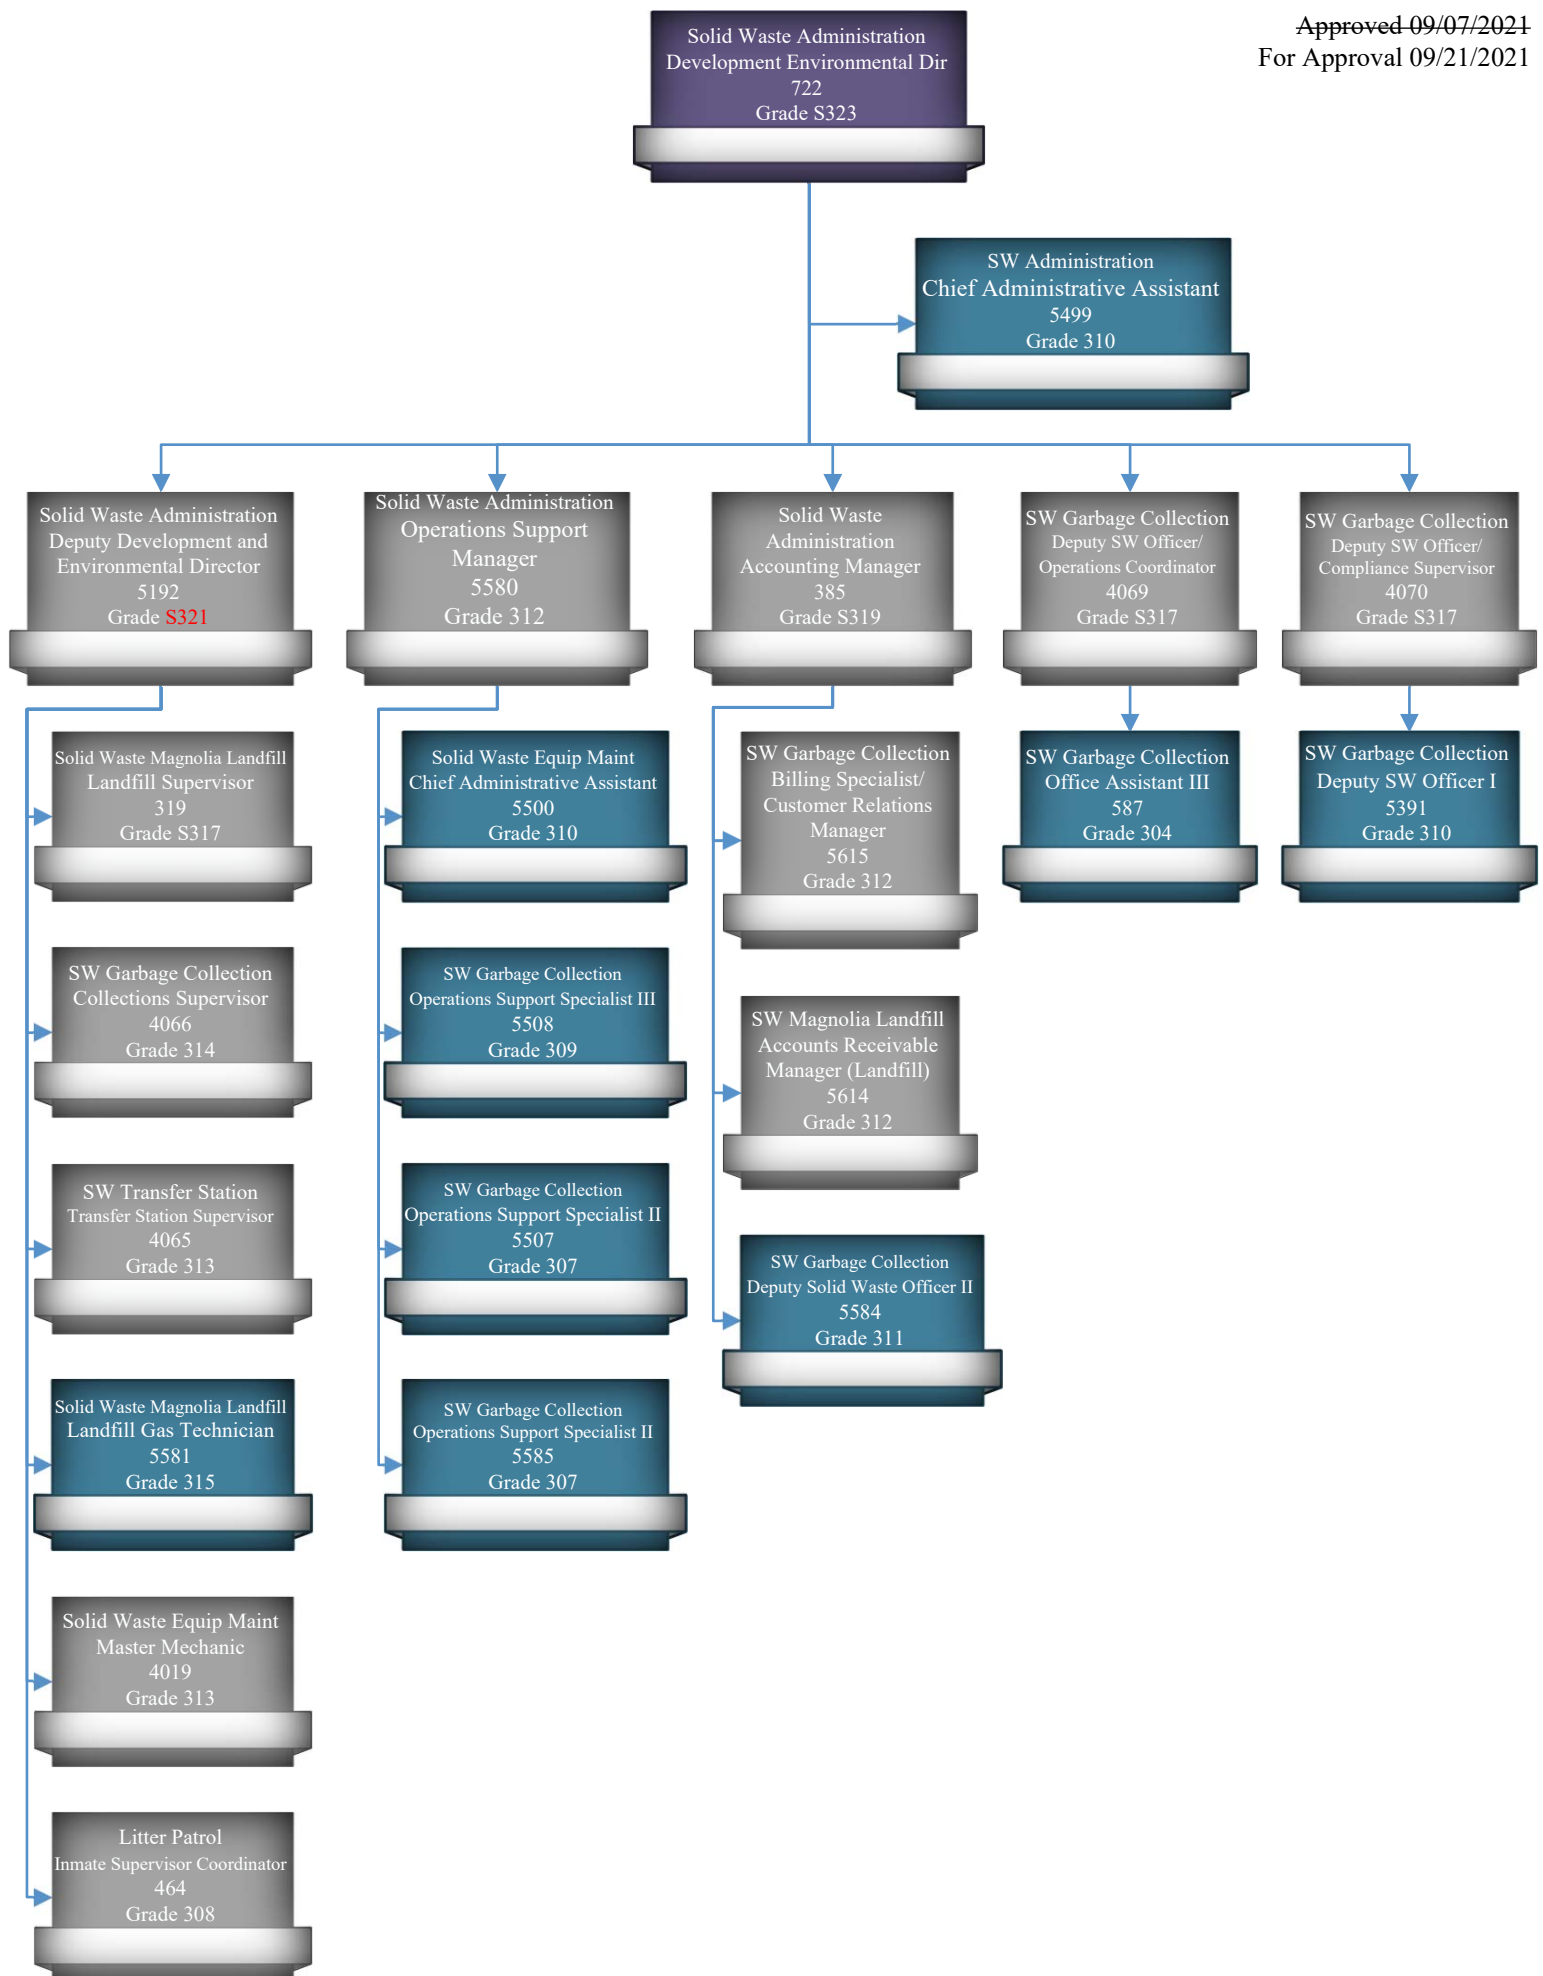 Approved 09/07/2021
For Approval 09/21/2021
Solid Waste Administration
Development Environmental Dir
722
Grade S323
SW Administration
Chief Administrative Assistant
5499
Grade 310
Solid Waste Administration
Deputy Development and
Environmental Director
5192
Grade S321
Solid Waste Administration
Operations Support
Manager
5580
Grade 312
Solid Waste
Administration
Accounting Manager
385
Grade S319
SW Garbage Collection
Deputy SW Officer/
Operations Coordinator
4069
Grade S317
SW Garbage Collection
Deputy SW Officer/
Compliance Supervisor
4070
Grade S317
Solid Waste Magnolia Landfill
Landfill Supervisor
319
Grade S317
Solid Waste Equip Maint
Chief Administrative Assistant
5500
Grade 310
SW Garbage Collection
Billing Specialist/
Customer Relations
Manager
5615
Grade 312
SW Garbage Collection
Office Assistant III
587
Grade 304
SW Garbage Collection
Deputy SW Officer I
5391
Grade 310
SW Garbage Collection
Collections Supervisor
4066
Grade 314
SW Garbage Collection
Operations Support Specialist III
5508
Grade 309
SW Magnolia Landfill
Accounts Receivable
Manager (Landfill)
5614
Grade 312
SW Transfer Station
Transfer Station Supervisor
4065
Grade 313
SW Garbage Collection
Operations Support Specialist II
5507
Grade 307
SW Garbage Collection
Deputy Solid Waste Officer II
5584
Grade 311
Solid Waste Magnolia Landfill
Landfill Gas Technician
5581
Grade 315
SW Garbage Collection
Operations Support Specialist II
5585
Grade 307
Solid Waste Equip Maint
Master Mechanic
4019
Grade 313
Litter Patrol
Inmate Supervisor Coordinator
464
Grade 308